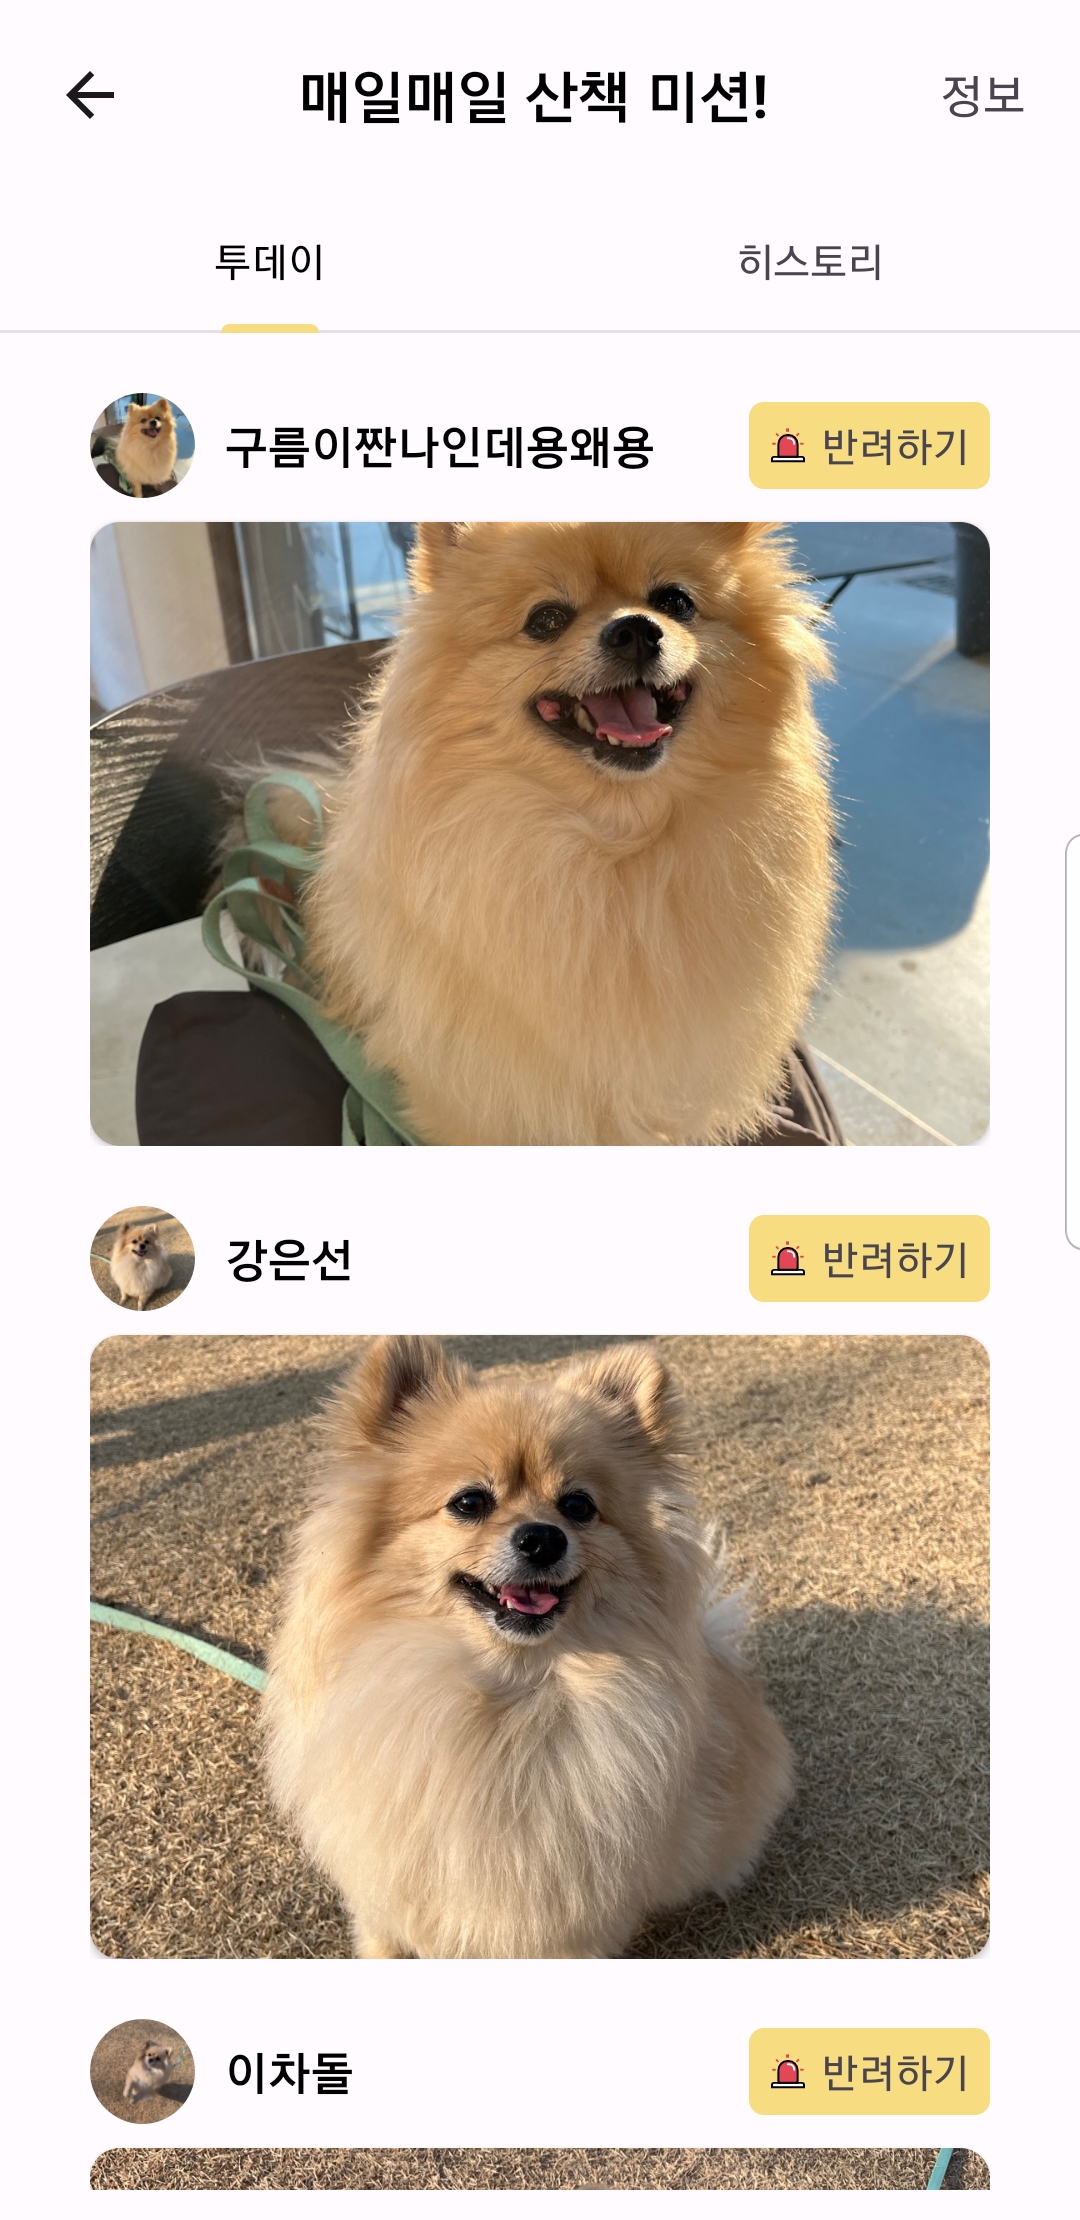 매일매일 산책 미션!
정보
투데이
히스토리
구름이짠나인데용왜용
반려하기
강은선
반려하기
이차돌
반려하기